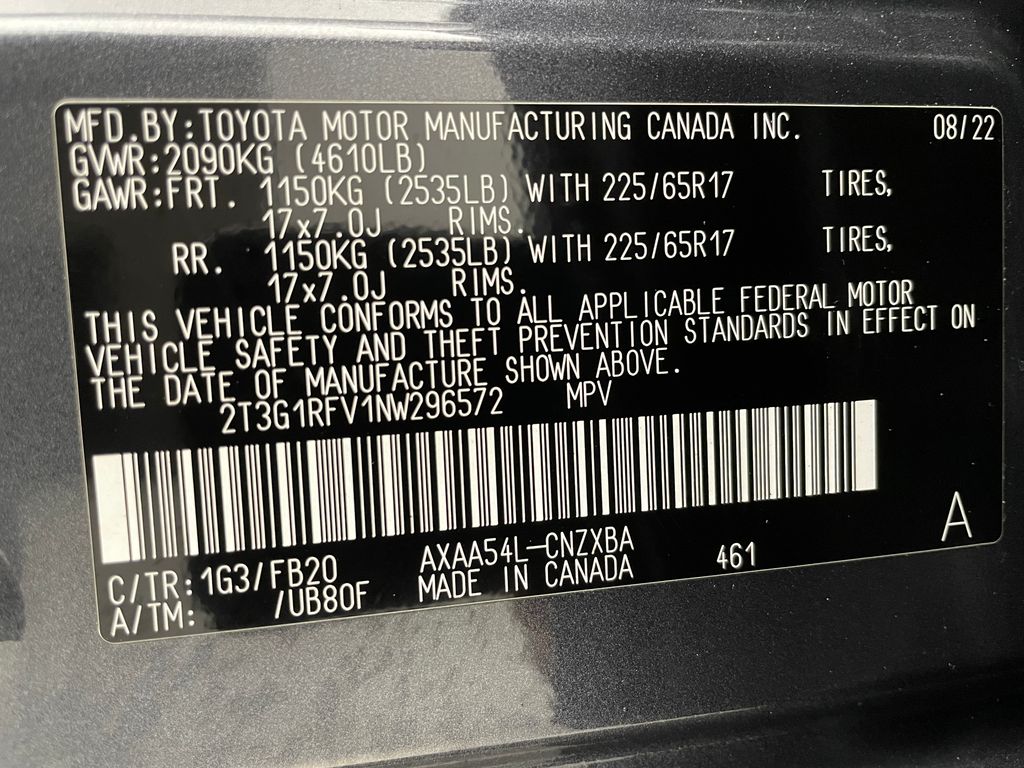 MFD.BY:TOYOTA MOTOR MANUFACTURING CANADA INC. 08/22
GVWR:2090KG (4610LB)
GAWR:FRT. 1150KG (2535LB) WITH 225/65R17 TIRES,
17x7.0J RIMS.
RR. 1150KG (2535LB) WITH 225/65R17 TIRES,
17x7.0J RIMS.
THIS VEHICLE CONFORMS TO ALL APPLICABLE FEDERAL MOTOR
VEHICLE SAFETY AND THEFT PREVENTION STANDARDS IN EFFECT ON
THE DATE OF MANUFACTURE SHOWN ABOVE.
2T3G1RFV1NW296572 MPV
A
C/TR:1G3/FB20 AXAA54L-CNZXBA 461
A/TM: /UB80F MADE IN CANADA